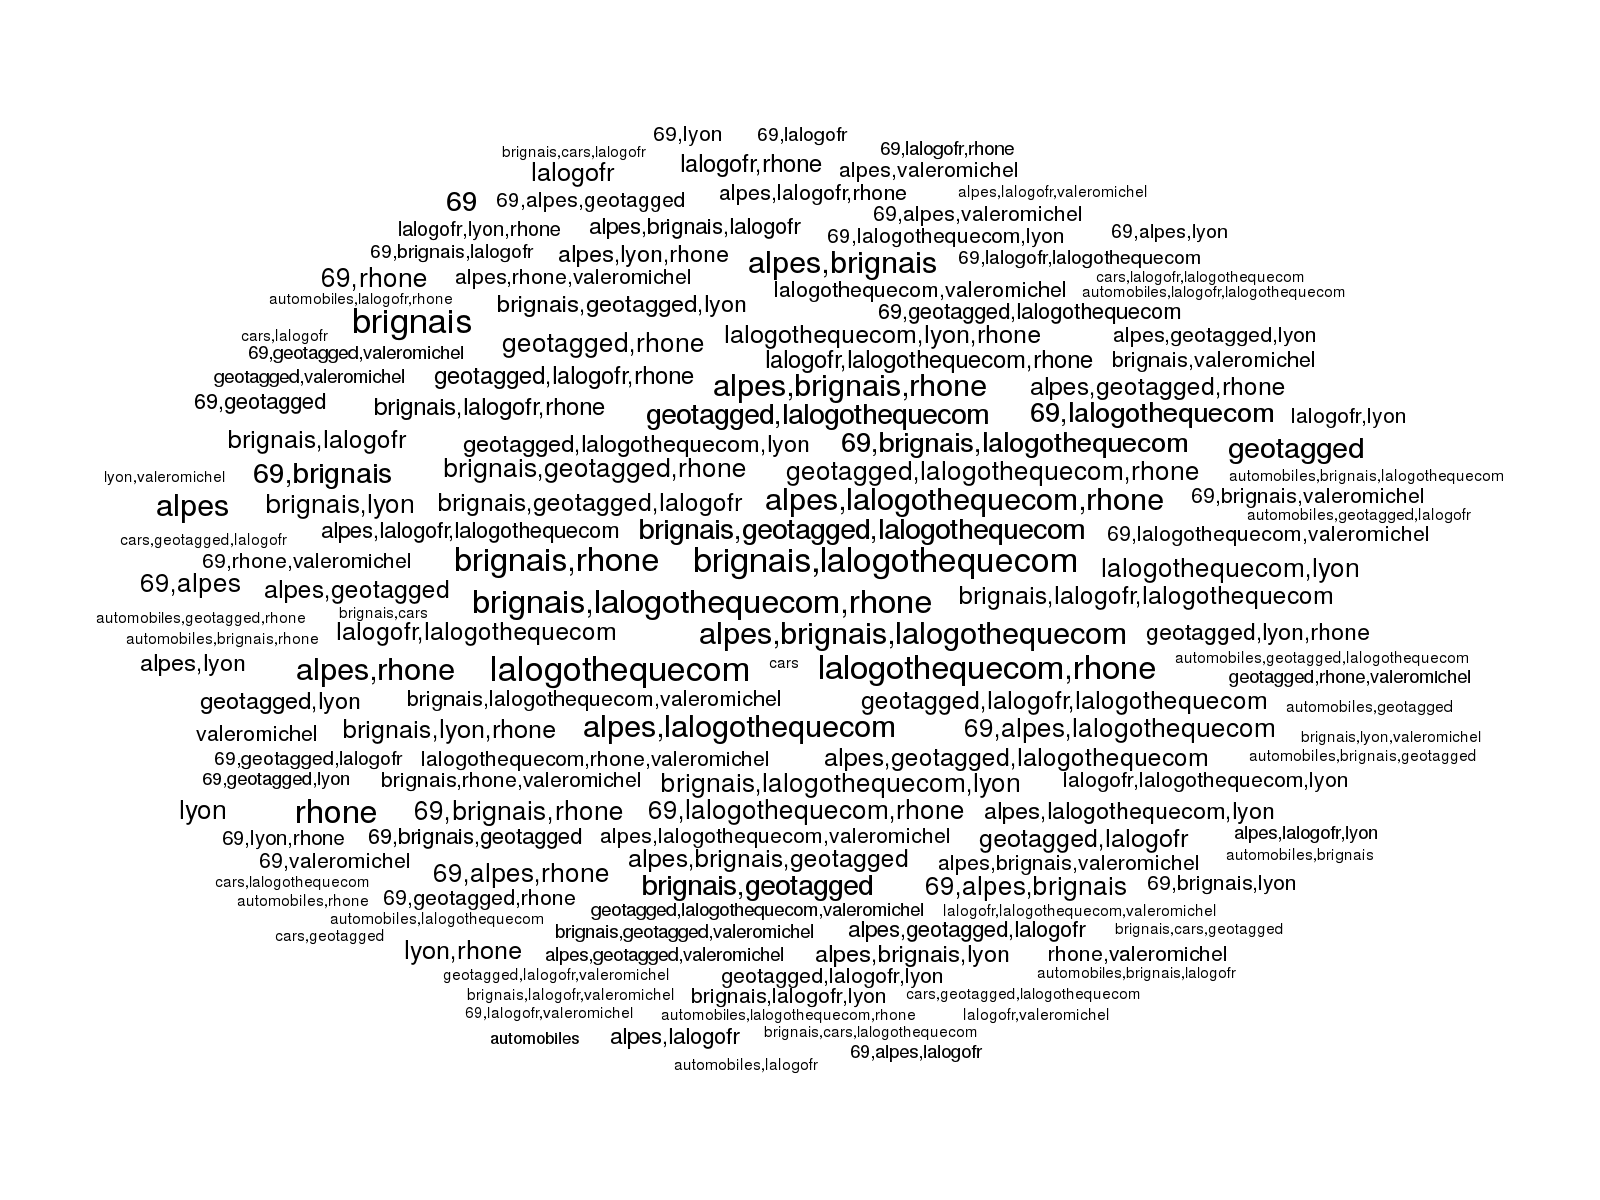 69,lyon 69,lalogofr
brignais,cars,lalogofr 69,lalogofr,rhone
lalogofr lalogofr,rhone alpes,valeromichel
69 69,alpes,geotagged alpes,lalogofr,rhone alpes,lalogofr,valeromichel
69,alpes,valeromichel
lalogofr,lyon,rhone alpes,brignais,lalogofr 69,lalogothequecom,lyon 69,alpes,lyon
69,brignais,lalogofr alpes,lyon,rhone alpes,brignais 69,lalogofr,lalogothequecom
69,rhone alpes,rhone,valeromichel cars,lalogofr,lalogothequecom
lalogothequecom,valeromichel automobiles,lalogofr,lalogothequecom
automobiles,lalogofr,rhone brignais,geotagged,lyon 69,geotagged,lalogothequecom
brignais
cars,lalogofr lalogothequecom,lyon,rhone alpes,geotagged,lyon
69,geotagged,valeromichel geotagged,rhone lalogofr,lalogothequecom,rhone brignais,valeromichel
geotagged,valeromichel geotagged,lalogofr,rhone alpes,brignais,rhone alpes,geotagged,rhone
69,geotagged brignais,lalogofr,rhone geotagged,lalogothequecom 69,lalogothequecom lalogofr,lyon
brignais,lalogofr geotagged,lalogothequecom,lyon 69,brignais,lalogothequecom geotagged
lyon,valeromichel 69,brignais brignais,geotagged,rhone geotagged,lalogothequecom,rhone automobiles,brignais,lalogothequecom
alpes brignais,lyon brignais,geotagged,lalogofr alpes,lalogothequecom,rhone 69,brignais,valeromichel
automobiles,geotagged,lalogofr
cars,geotagged,lalogofr alpes,lalogofr,lalogothequecom brignais,geotagged,lalogothequecom 69,lalogothequecom,valeromichel
69,rhone,valeromichel brignais,rhone brignais,lalogothequecom lalogothequecom,lyon
69,alpes alpes,geotagged brignais,lalogothequecom,rhone brignais,lalogofr,lalogothequecom
automobiles,geotagged,rhone brignais,cars
automobiles,brignais,rhone lalogofr,lalogothequecom alpes,brignais,lalogothequecom geotagged,lyon,rhone
alpes,lyon alpes,rhone lalogothequecom cars lalogothequecom,rhone automobiles,geotagged,lalogothequecom
geotagged,rhone,valeromichel
geotagged,lyon brignais,lalogothequecom,valeromichel geotagged,lalogofr,lalogothequecom automobiles,geotagged
valeromichel brignais,lyon,rhone alpes,lalogothequecom 69,alpes,lalogothequecom brignais,lyon,valeromichel
69,geotagged,lalogofr lalogothequecom,rhone,valeromichel alpes,geotagged,lalogothequecom automobiles,brignais,geotagged
69,geotagged,lyon brignais,rhone,valeromichel brignais,lalogothequecom,lyon lalogofr,lalogothequecom,lyon
lyon rhone 69,brignais,rhone 69,lalogothequecom,rhone alpes,lalogothequecom,lyon
69,lyon,rhone 69,brignais,geotagged alpes,lalogothequecom,valeromichel geotagged,lalogofr alpes,lalogofr,lyon
69,valeromichel alpes,brignais,geotagged alpes,brignais,valeromichel automobiles,brignais
cars,lalogothequecom 69,alpes,rhone brignais,geotagged 69,alpes,brignais 69,brignais,lyon
automobiles,rhone 69,geotagged,rhone
automobiles,lalogothequecom geotagged,lalogothequecom,valeromichel lalogofr,lalogothequecom,valeromichel
cars,geotagged brignais,geotagged,valeromichel alpes,geotagged,lalogofr brignais,cars,geotagged
lyon,rhone alpes,geotagged,valeromichel alpes,brignais,lyon rhone,valeromichel
geotagged,lalogofr,valeromichel geotagged,lalogofr,lyon automobiles,brignais,lalogofr
brignais,lalogofr,valeromichel brignais,lalogofr,lyon cars,geotagged,lalogothequecom
69,lalogofr,valeromichel automobiles,lalogothequecom,rhone lalogofr,valeromichel
automobiles alpes,lalogofr brignais,cars,lalogothequecom
69,alpes,lalogofr
automobiles,lalogofr